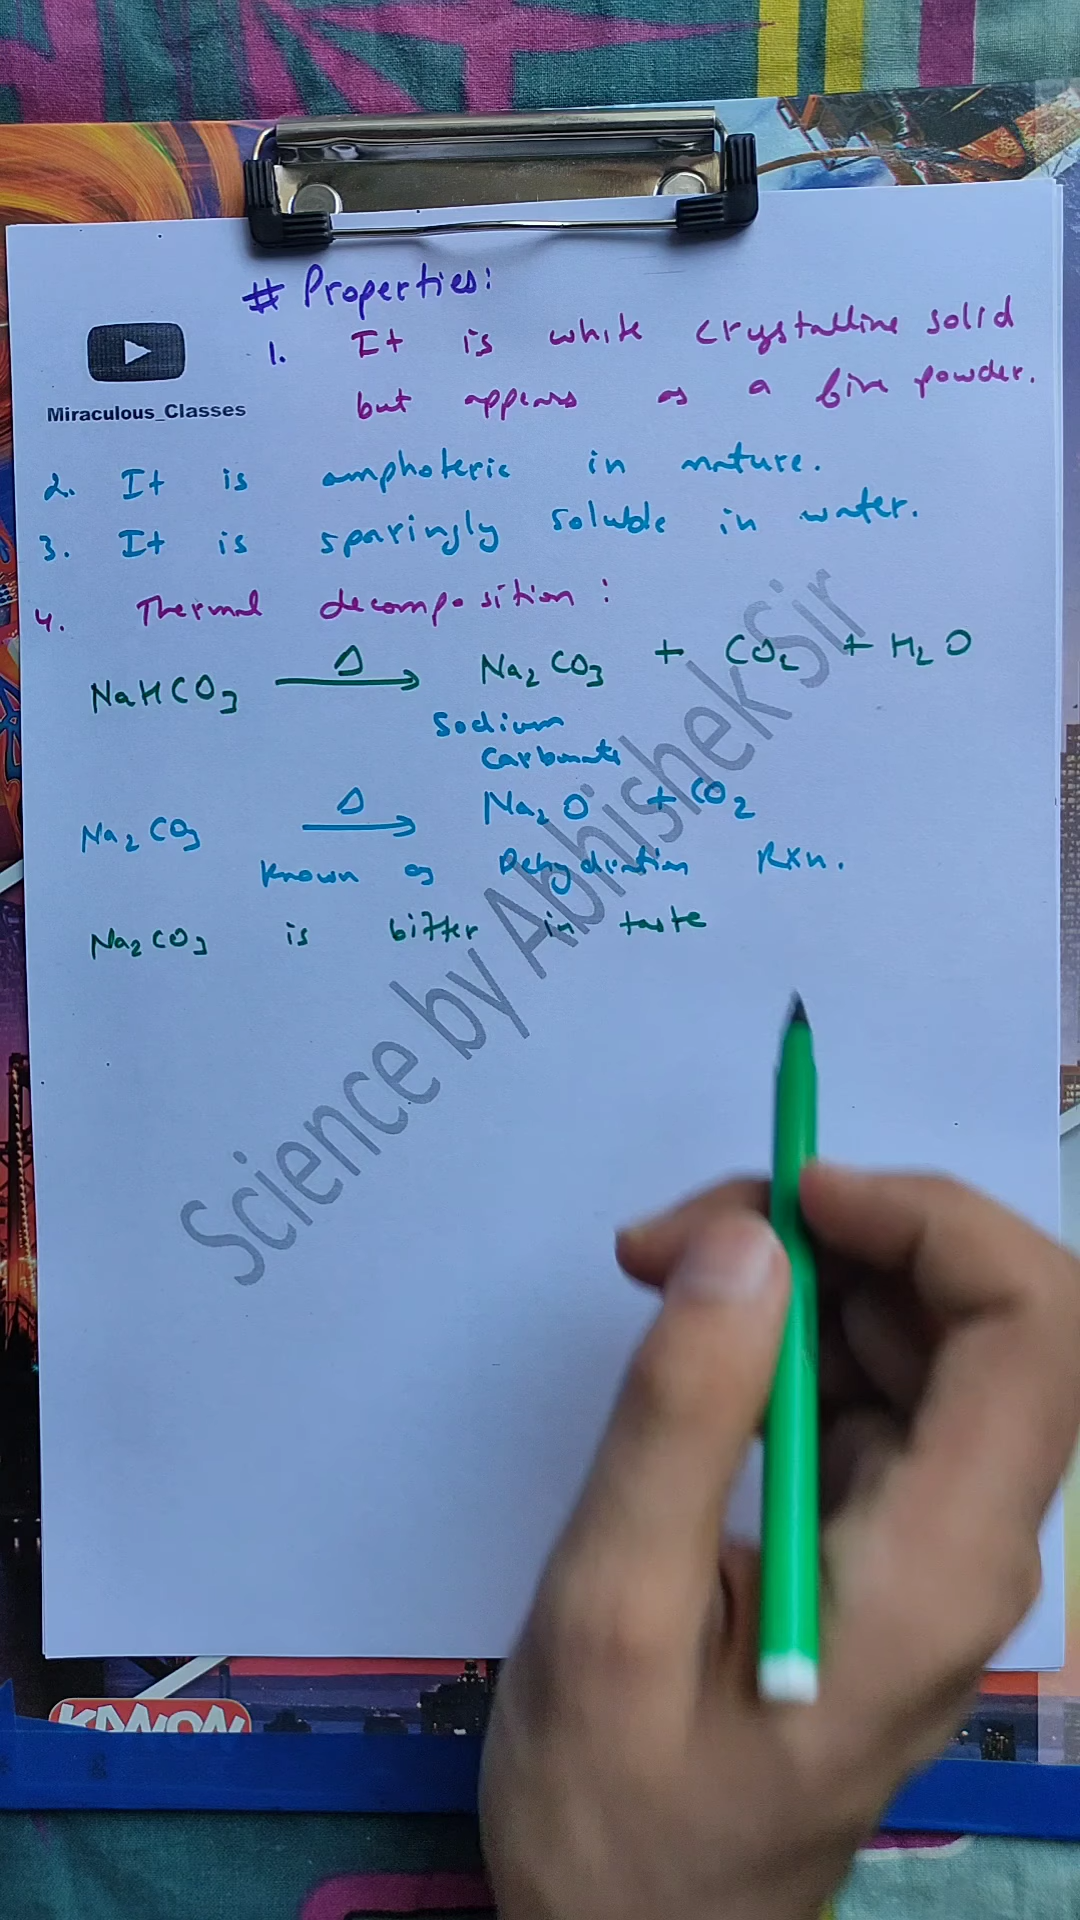 # Properties:
1. It is white crystalline solid
but appears as a fine powder.
Miraculous_Classes
2. It is amphoteric in nature.
3. It is sparingly soluble in water.
4. Thermal decomposition:
NaHCO3 Δ→ Na2CO3 + CO2 + H2O
Sodium
Carbonate
Na2CO3 Δ→ Na2O + CO2
Known as Dehydration Rxn.
Na2CO3 is bitter in taste
Science by Abhishek Sir